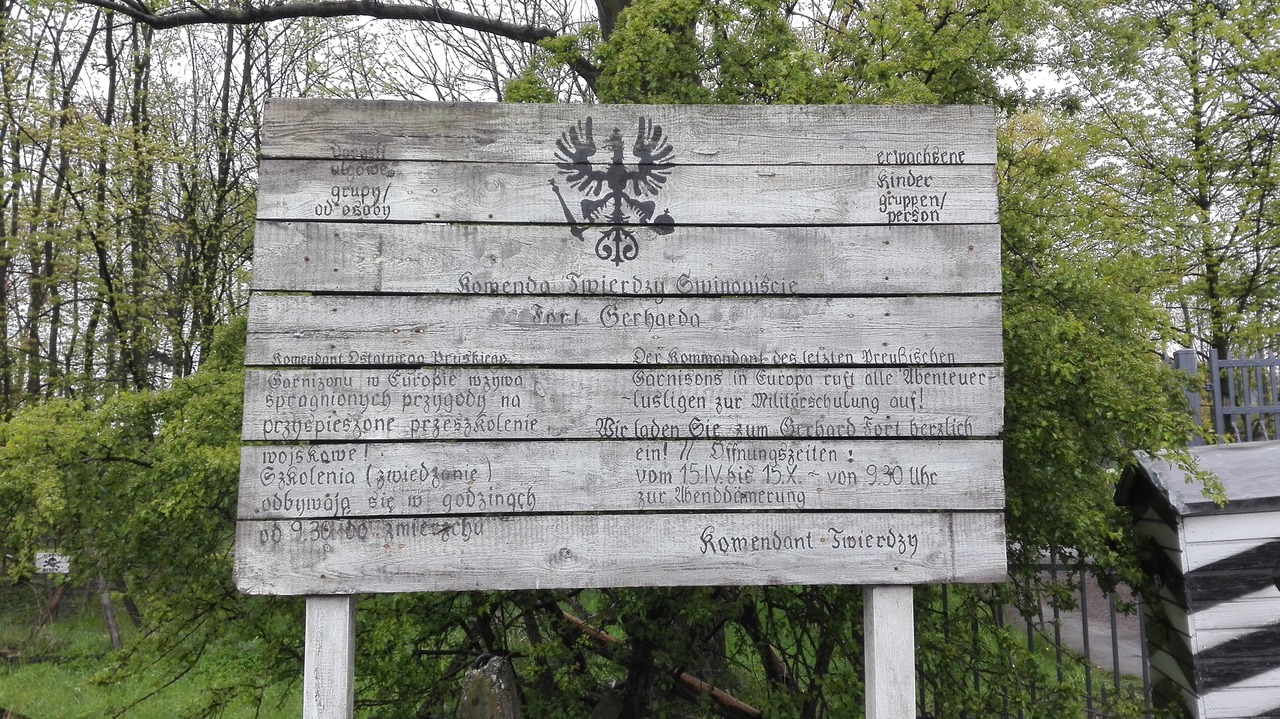 dorośli
ulgowe
grupy/
od osoby
erwachsene
Kinder
gruppen/
person
Komenda Twierdzy Świnoujście
Fort Gerharda
Komendant Ostatniego Pruskiego
Garnizonu w Europie wzywa
spragnionych przygody na
przyspieszone przeszkolenie
wojskowe!
Szkolenia (zwiedzanie)
odbywają się w godzinach
od 9.30 do zmierzchu
Der Kommandant des letzten Preußischen
Garnisons in Europa ruft alle Abenteuer-
-lustigen zur Militärschulung auf!
Wir laden Sie zum Gerhard Fort herzlich
ein! // Öffnungszeiten:
vom 15.IV. bis 15.X. ~ von 9.30 Uhr
zur Abenddämmerung
Komendant Twierdzy